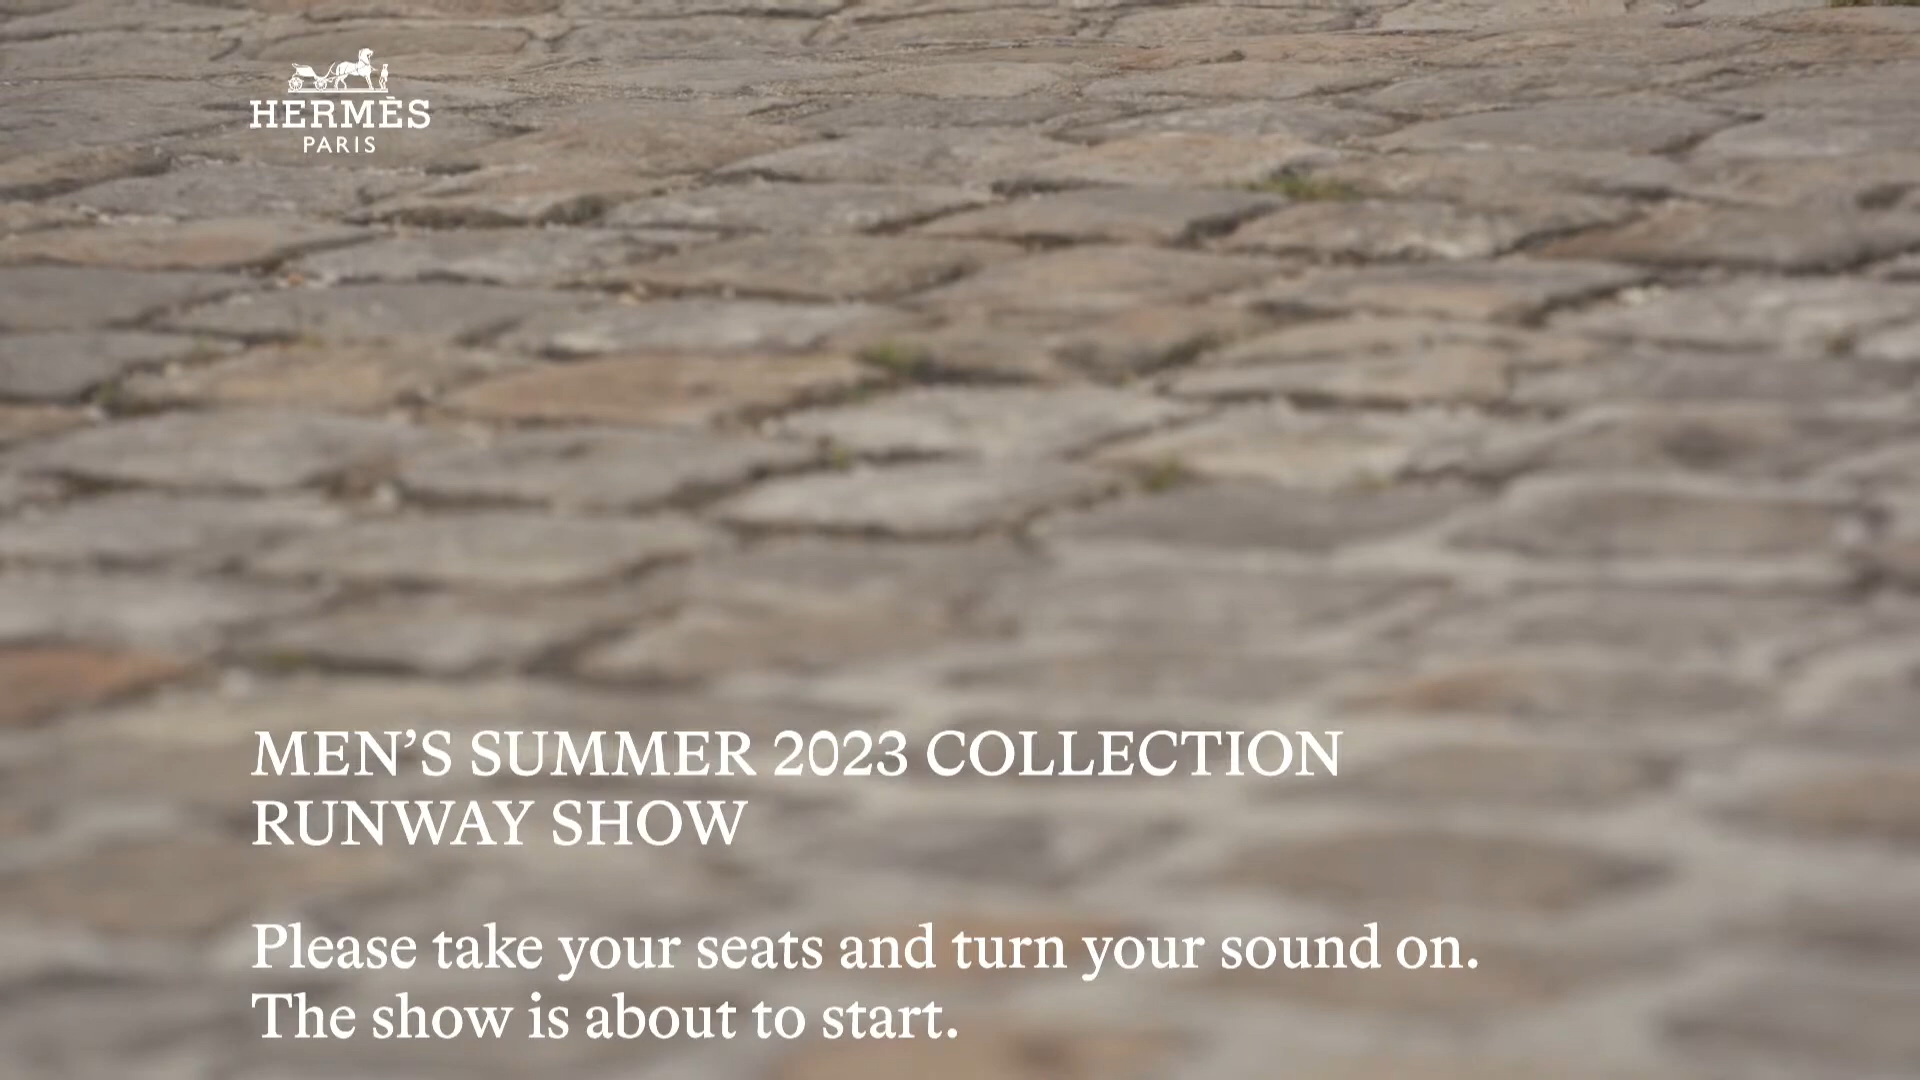 HERMÈS
PARIS
MEN’S SUMMER 2023 COLLECTION
RUNWAY SHOW
Please take your seats and turn your sound on.
The show is about to start.